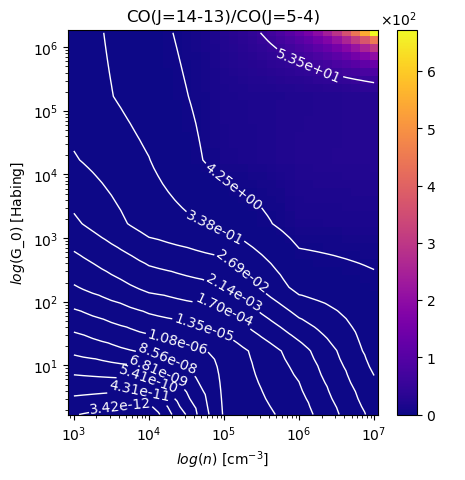 CO(J=14-13)/CO(J=5-4)
×10²
10⁶
10⁵
10⁴
10³
10²
10¹
log(G_0) [Habing]
5.35e+01
4.25e+00
3.38e-01
2.69e-02
2.14e-03
1.70e-04
1.35e-05
1.08e-06
8.56e-08
6.81e-09
5.41e-10
4.31e-11
3.42e-12
6
5
4
3
2
1
0
10³ 10⁴ 10⁵ 10⁶ 10⁷
log(n) [cm⁻³]